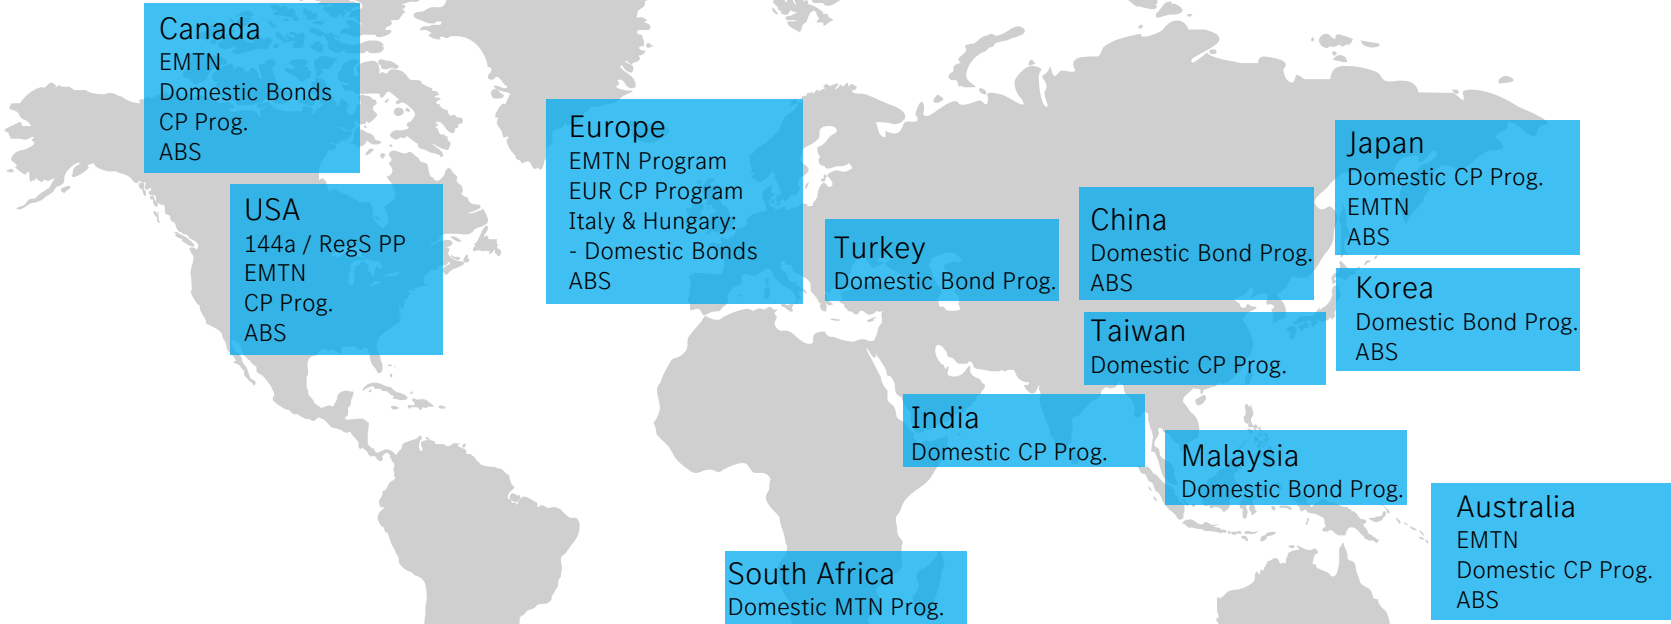 Canada
EMTN
Domestic Bonds
CP Prog.
ABS
USA
144a / RegS PP
EMTN
CP Prog.
ABS
Europe
EMTN Program
EUR CP Program
Italy & Hungary:
- Domestic Bonds
ABS
Turkey
Domestic Bond Prog.
China
Domestic Bond Prog.
ABS
Japan
Domestic CP Prog.
EMTN
ABS
Korea
Domestic Bond Prog.
ABS
Taiwan
Domestic CP Prog.
India
Domestic CP Prog.
Malaysia
Domestic Bond Prog.
Australia
EMTN
Domestic CP Prog.
ABS
South Africa
Domestic MTN Prog.